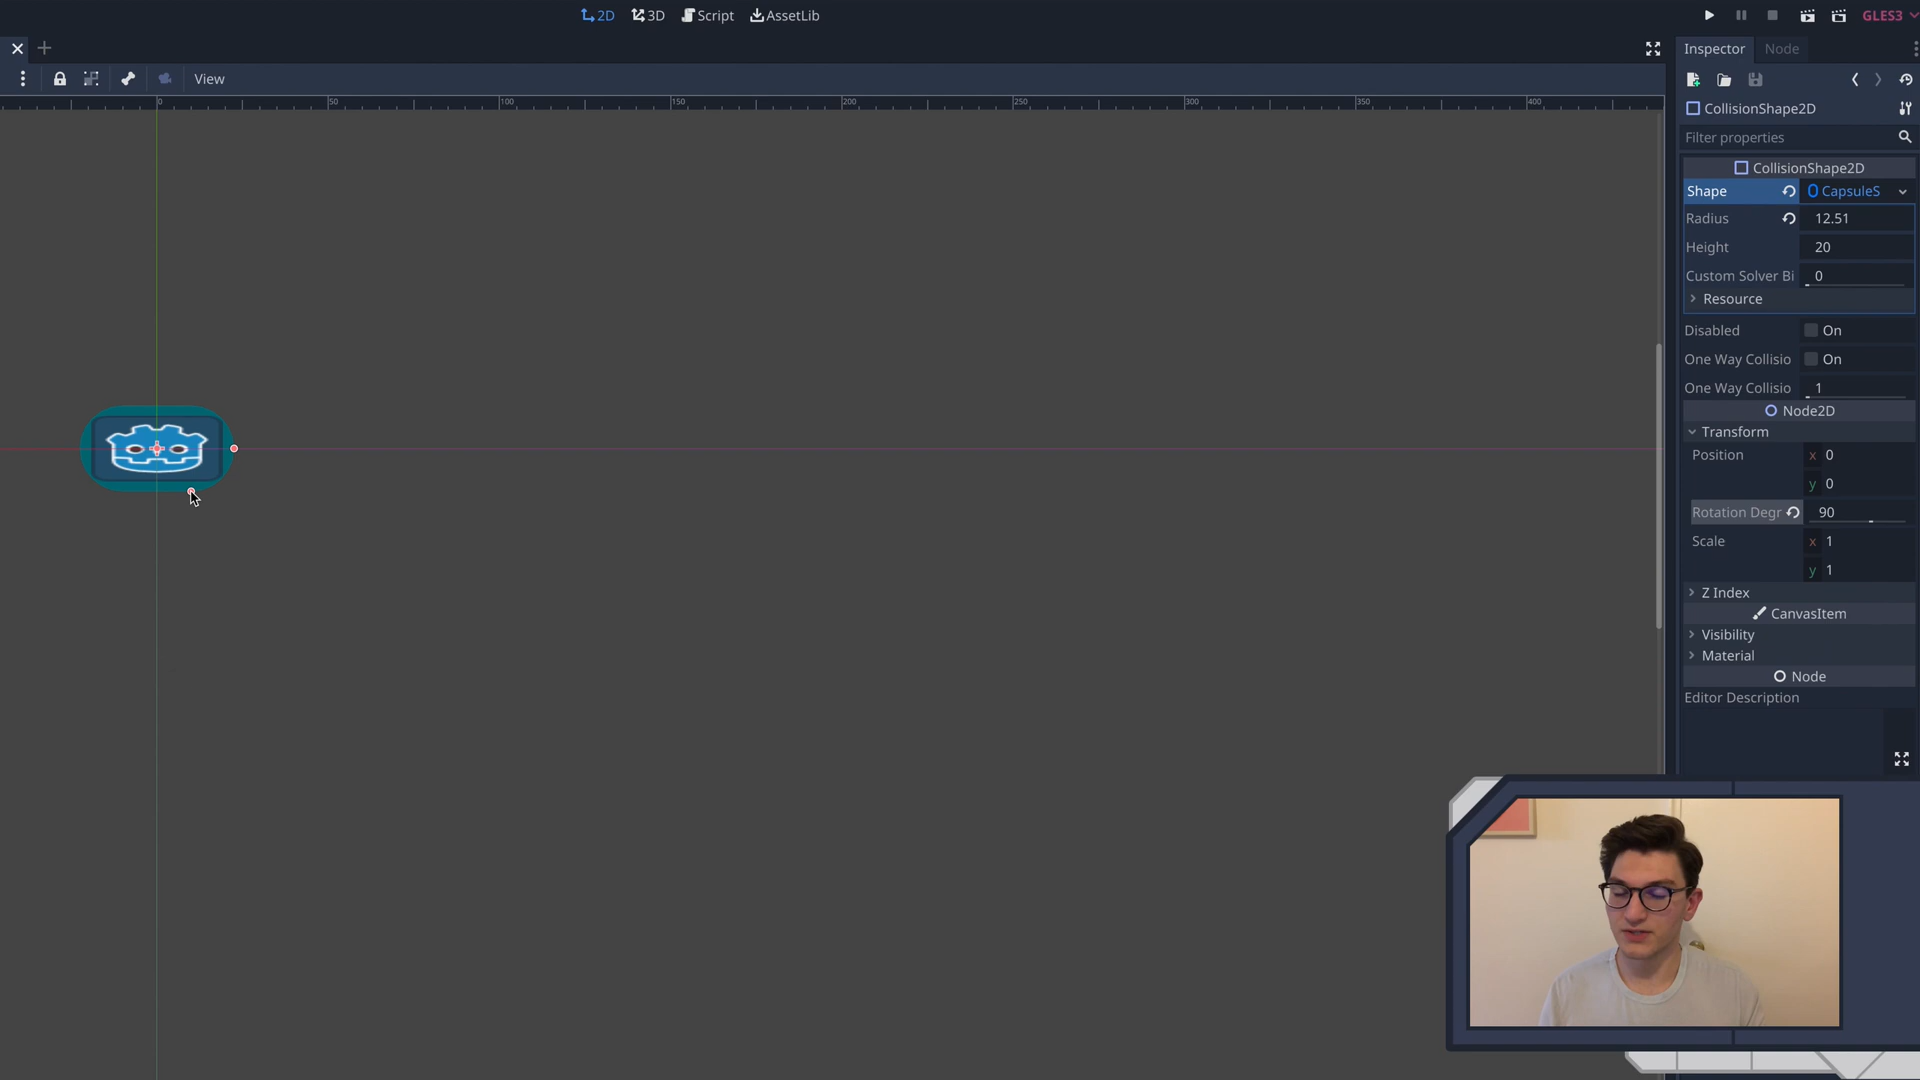 2D 3D Script AssetLib GLES3
Inspector Node
View
0 50 100 150 200 250 300 350 400
CollisionShape2D
Filter properties
CollisionShape2D
Shape CapsuleS
Radius 12.51
Height 20
Custom Solver Bi 0
Resource
Disabled On
One Way Collisio On
One Way Collisio 1
Node2D
Transform
Position x 0
y 0
Rotation Degr 90
Scale x 1
y 1
Z Index
CanvasItem
Visibility
Material
Node
Editor Description